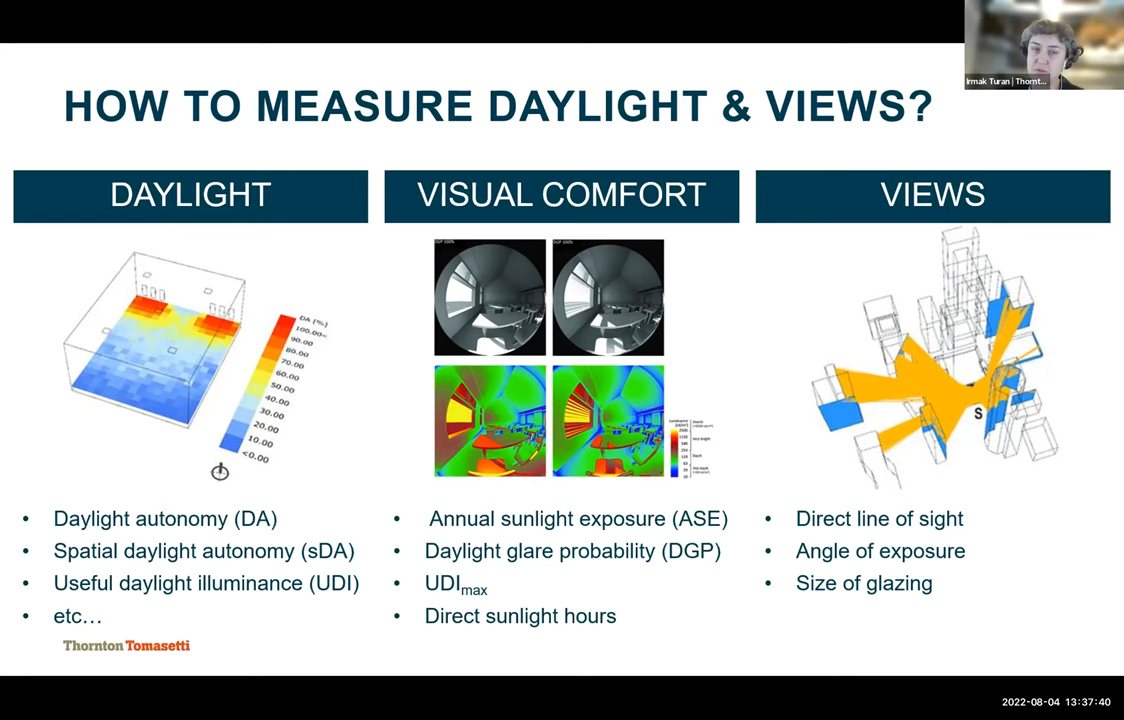 Irmak Turan | Thornt...
HOW TO MEASURE DAYLIGHT & VIEWS?
DAYLIGHT
DA (%)
100.00<
90.00
80.00
70.00
60.00
50.00
40.00
30.00
20.00
10.00
<0.00
• Daylight autonomy (DA)
• Spatial daylight autonomy (sDA)
• Useful daylight illuminance (UDI)
• etc…
VISUAL COMFORT
DGP 100%
DGP 100%
• Annual sunlight exposure (ASE)
• Daylight glare probability (DGP)
• UDImax
• Direct sunlight hours
VIEWS
S
• Direct line of sight
• Angle of exposure
• Size of glazing
Thornton Tomasetti
2022-08-04 13:37:40